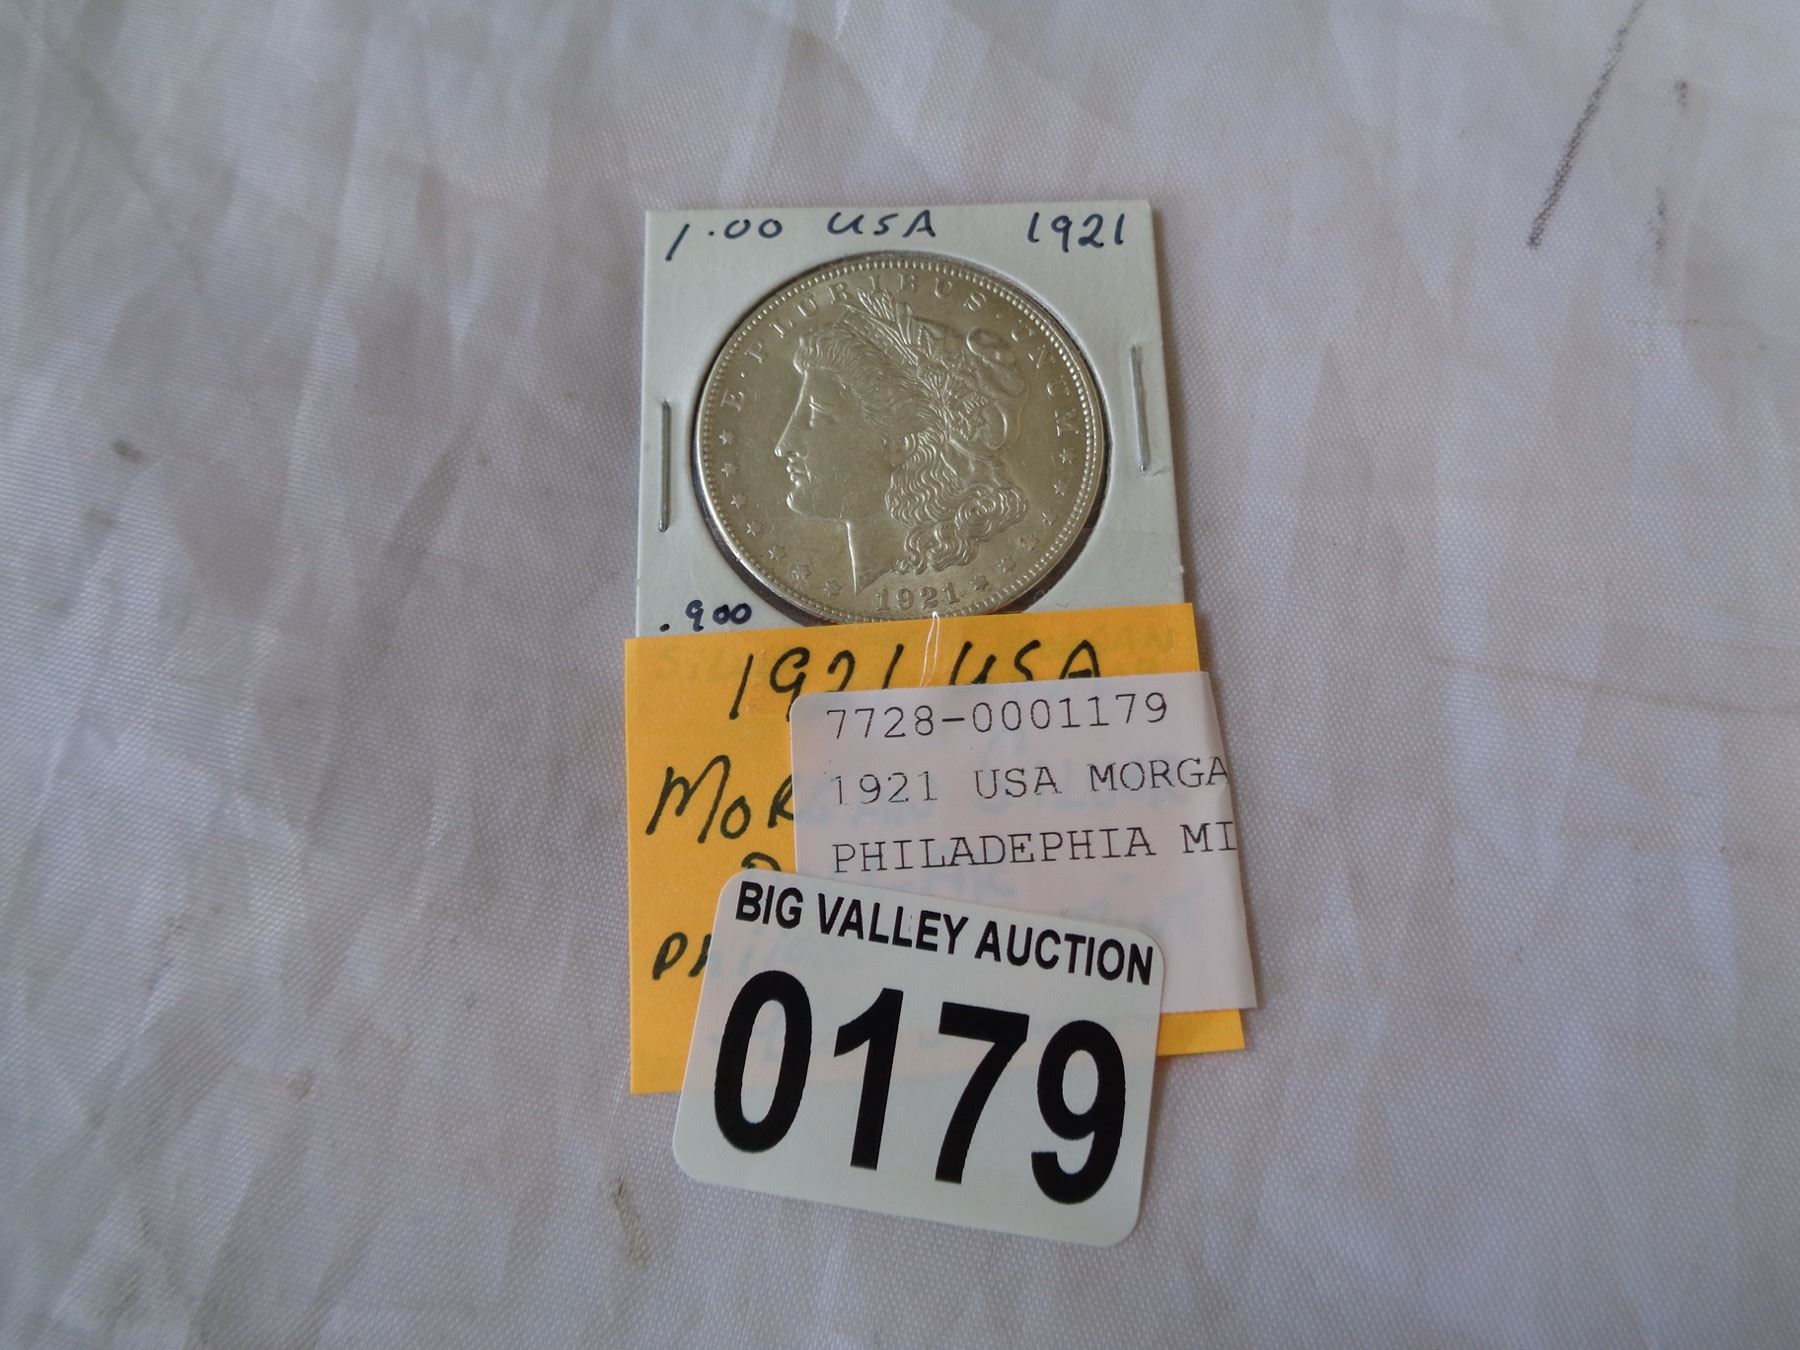 1.00 USA 1921
E·PLURIBUS·UNUM
1921
.900
1921 USA
7728-0001179
1921 USA MORGA
MOR
PHILADEPHIA MI
BIG VALLEY AUCTION
0179